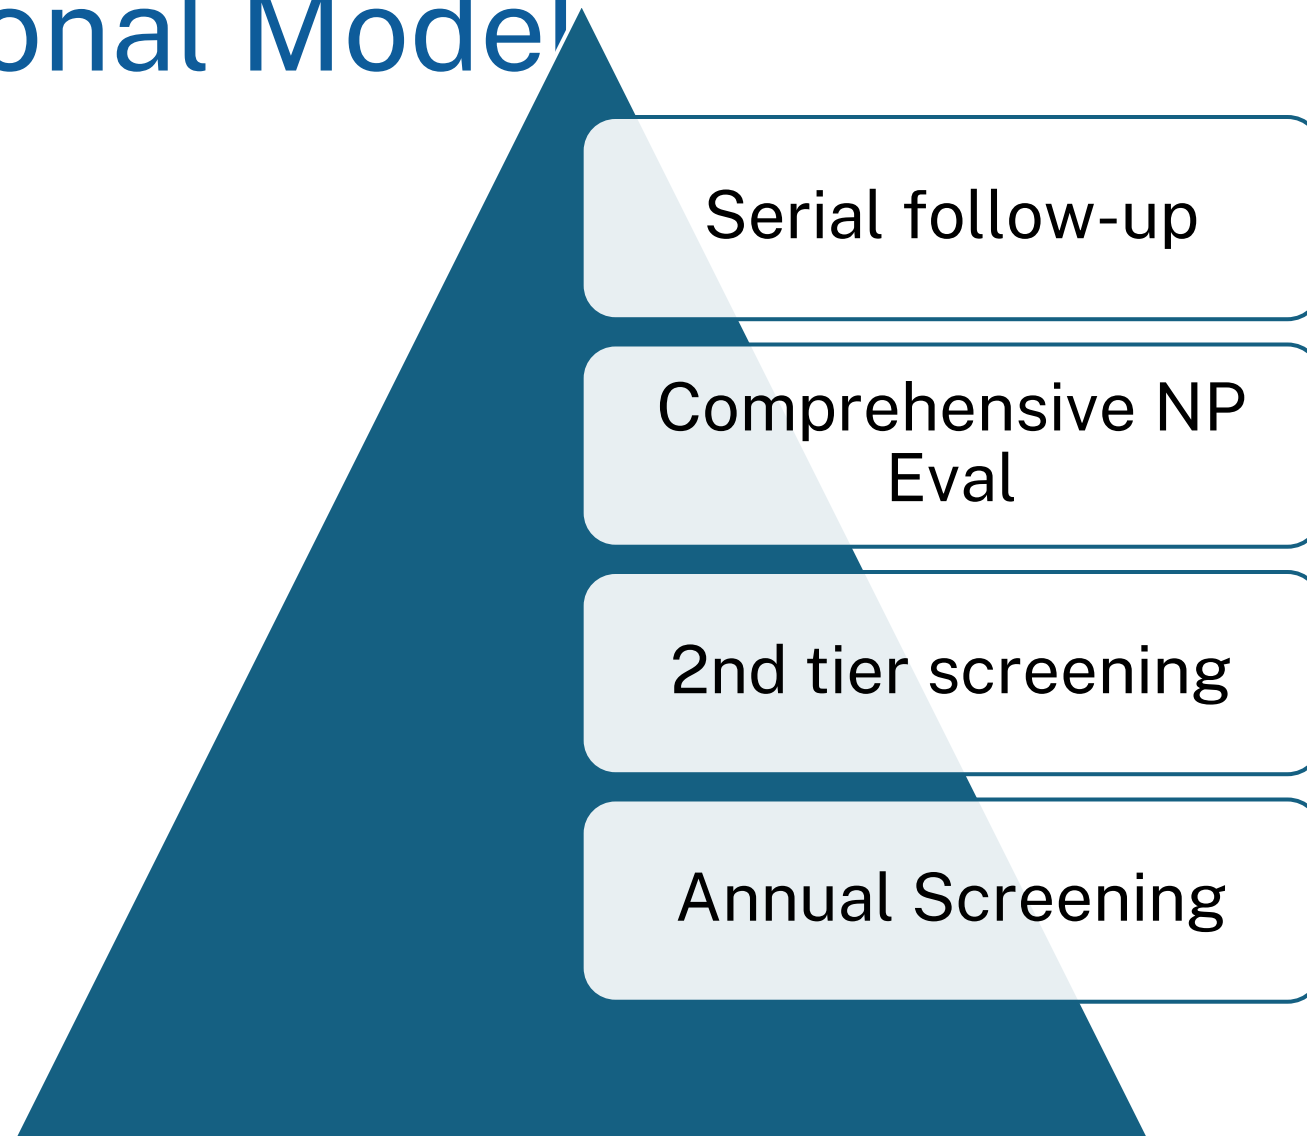 onal Model
Serial follow-up
Comprehensive NP
Eval
2nd tier screening
Annual Screening